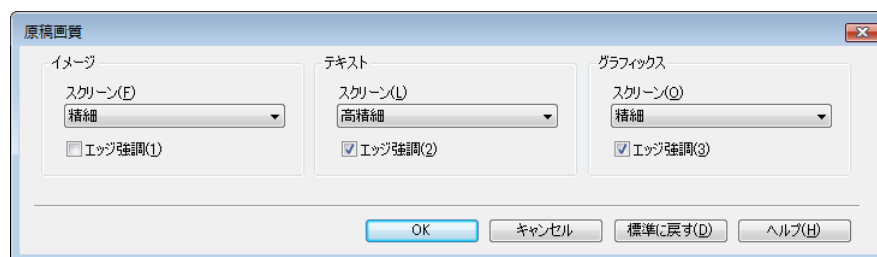 原稿画質
イメージ
スクリーン(F)
精細
エッジ強調(1)
テキスト
スクリーン(L)
高精細
エッジ強調(2)
グラフィックス
スクリーン(O)
精細
エッジ強調(3)
OK
キャンセル
標準に戻す(D)
ヘルプ(H)